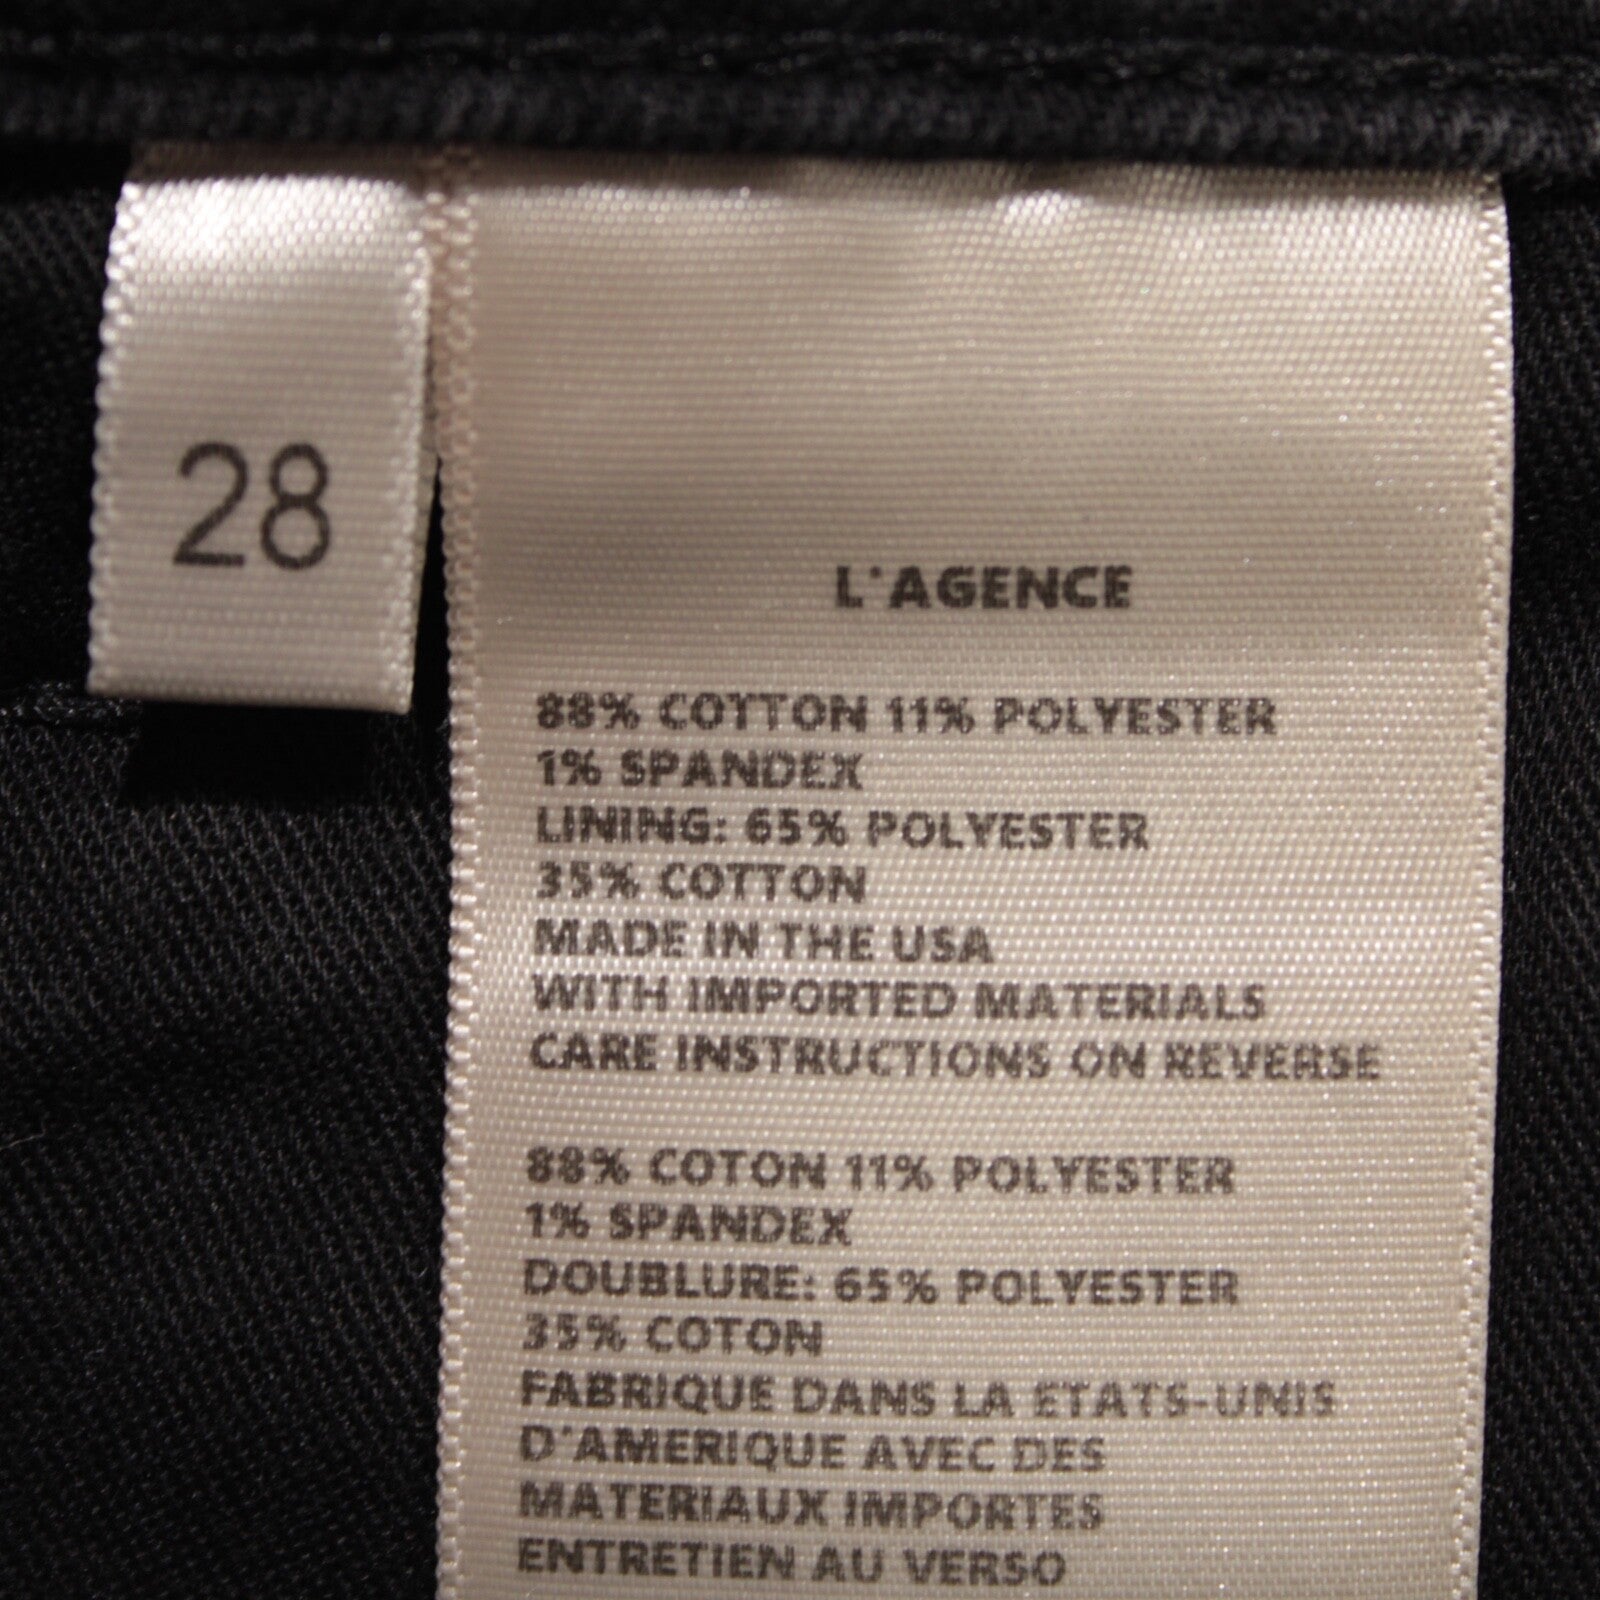 28
L'AGENCE
88% COTTON 11% POLYESTER
1% SPANDEX
LINING: 65% POLYESTER
35% COTTON
MADE IN THE USA
WITH IMPORTED MATERIALS
CARE INSTRUCTIONS ON REVERSE
88% COTON 11% POLYESTER
1% SPANDEX
DOUBLURE: 65% POLYESTER
35% COTON
FABRIQUE DANS LA ETATS-UNIS
D'AMERIQUE AVEC DES
MATERIAUX IMPORTES
ENTRETIEN AU VERSO